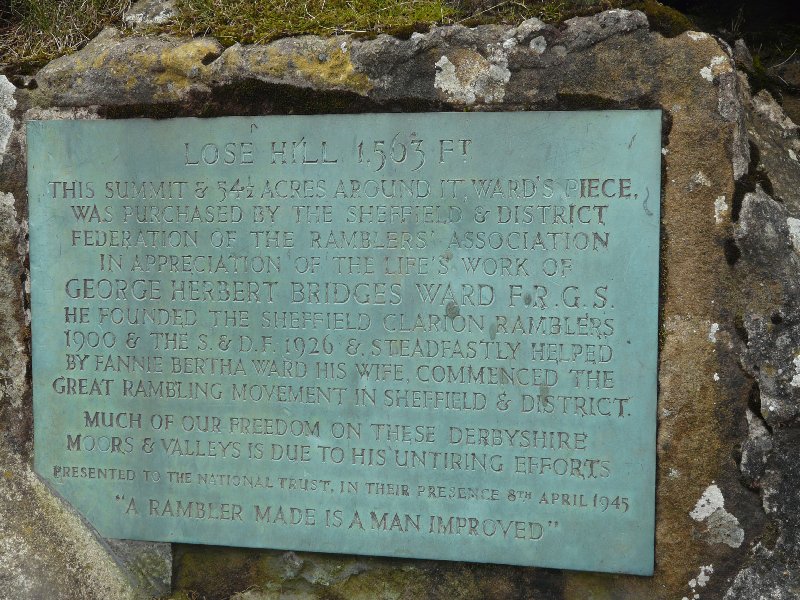 LOSE HILL 1,563 FT
THIS SUMMIT & 54½ ACRES AROUND IT, WARD'S PIECE,
WAS PURCHASED BY THE SHEFFIELD & DISTRICT
FEDERATION OF THE RAMBLERS' ASSOCIATION
IN APPRECIATION OF THE LIFE'S WORK OF
GEORGE HERBERT BRIDGES WARD F.R.G.S.
HE FOUNDED THE SHEFFIELD CLARION RAMBLERS
1900 & THE S. & D.F. 1926 & STEADFASTLY HELPED
BY FANNIE BERTHA WARD HIS WIFE, COMMENCED THE
GREAT RAMBLING MOVEMENT IN SHEFFIELD & DISTRICT.
MUCH OF OUR FREEDOM ON THESE DERBYSHIRE
MOORS & VALLEYS IS DUE TO HIS UNTIRING EFFORTS
PRESENTED TO THE NATIONAL TRUST, IN THEIR PRESENCE 8TH APRIL 1945
"A RAMBLER MADE IS A MAN IMPROVED"